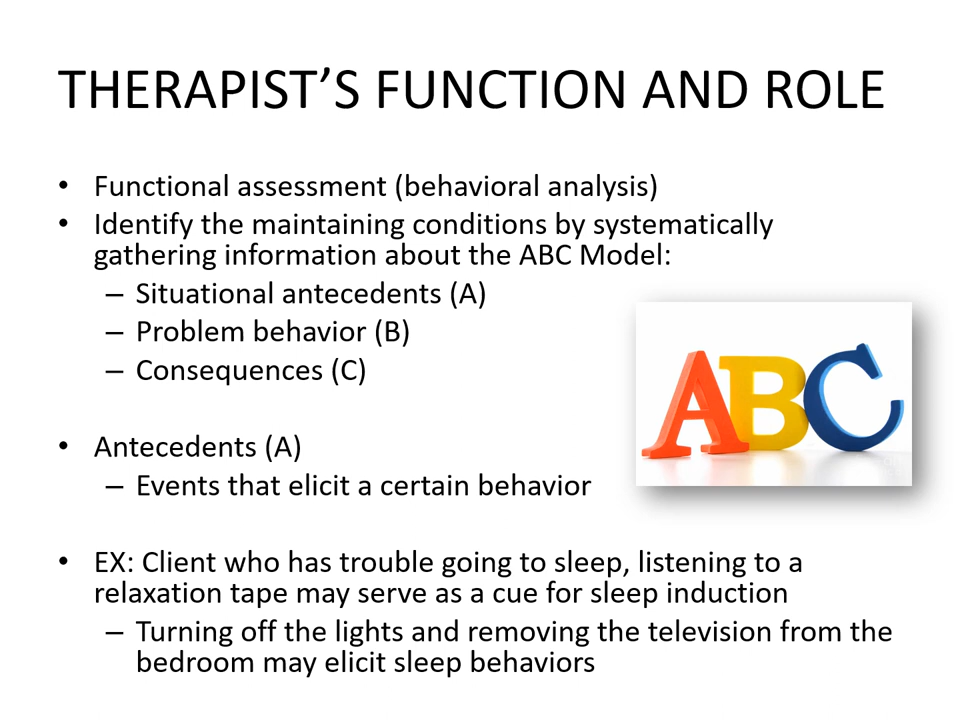 THERAPIST’S FUNCTION AND ROLE
• Functional assessment (behavioral analysis)
• Identify the maintaining conditions by systematically
gathering information about the ABC Model:
– Situational antecedents (A)
– Problem behavior (B)
– Consequences (C)
ABC
• Antecedents (A)
– Events that elicit a certain behavior
• EX: Client who has trouble going to sleep, listening to a
relaxation tape may serve as a cue for sleep induction
– Turning off the lights and removing the television from the
bedroom may elicit sleep behaviors